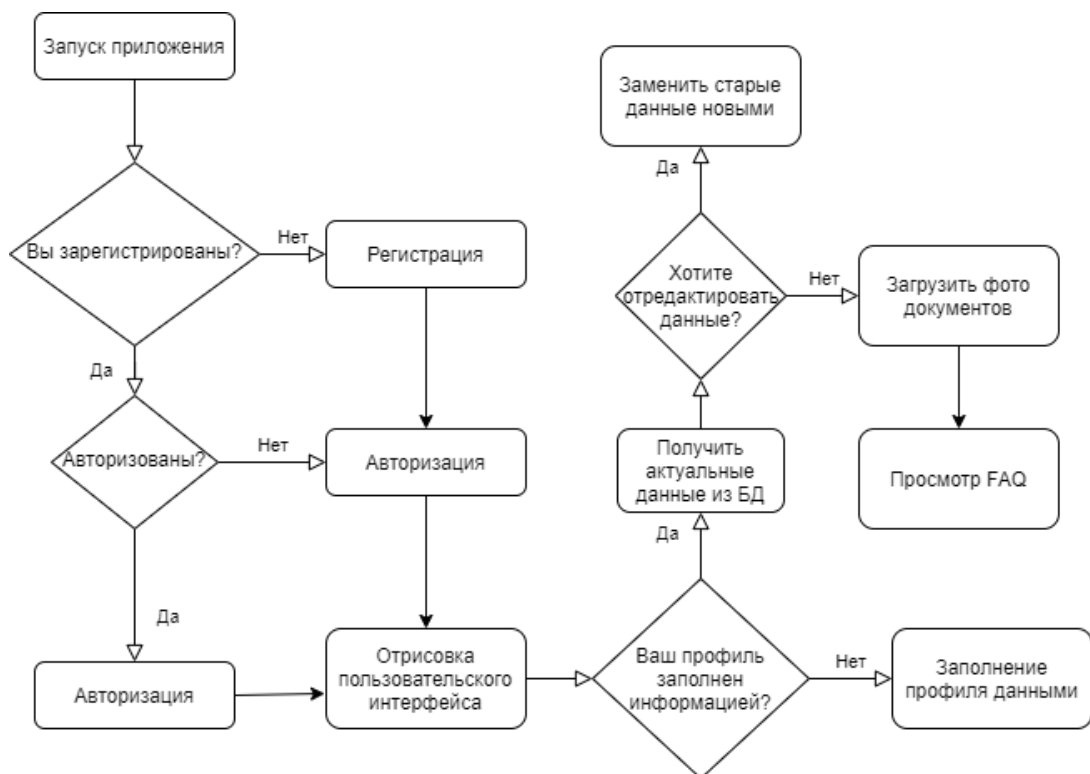 Запуск приложения
Вы зарегистрированы?
Нет
Регистрация
Да
Авторизованы?
Нет
Авторизация
Да
Авторизация
Отрисовка
пользовательского
интерфейса
Ваш профиль
заполнен
информацией?
Нет
Заполнение
профиля данными
Да
Получить
актуальные
данные из БД
Хотите
отредактировать
данные?
Да
Заменить старые
данные новыми
Нет
Загрузить фото
документов
Просмотр FAQ